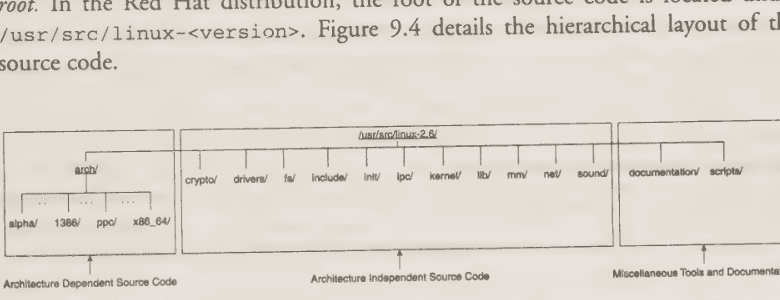 root. In the Red Hat distribution, the root of the source code is located
/usr/src/linux-<version>. Figure 9.4 details the hierarchical layout of th
source code.
/usr/src/linux-2.6/
arch/
crypto/ drivers/ fs/ include/ init/ ipc/ kernel/ lib/ mm/ net/ sound/ documentation/ scripts/
alpha/ 1386/ ppc/ x86_64/
Architecture Dependent Source Code Architecture Independent Source Code Miscellaneous Tools and Documenta